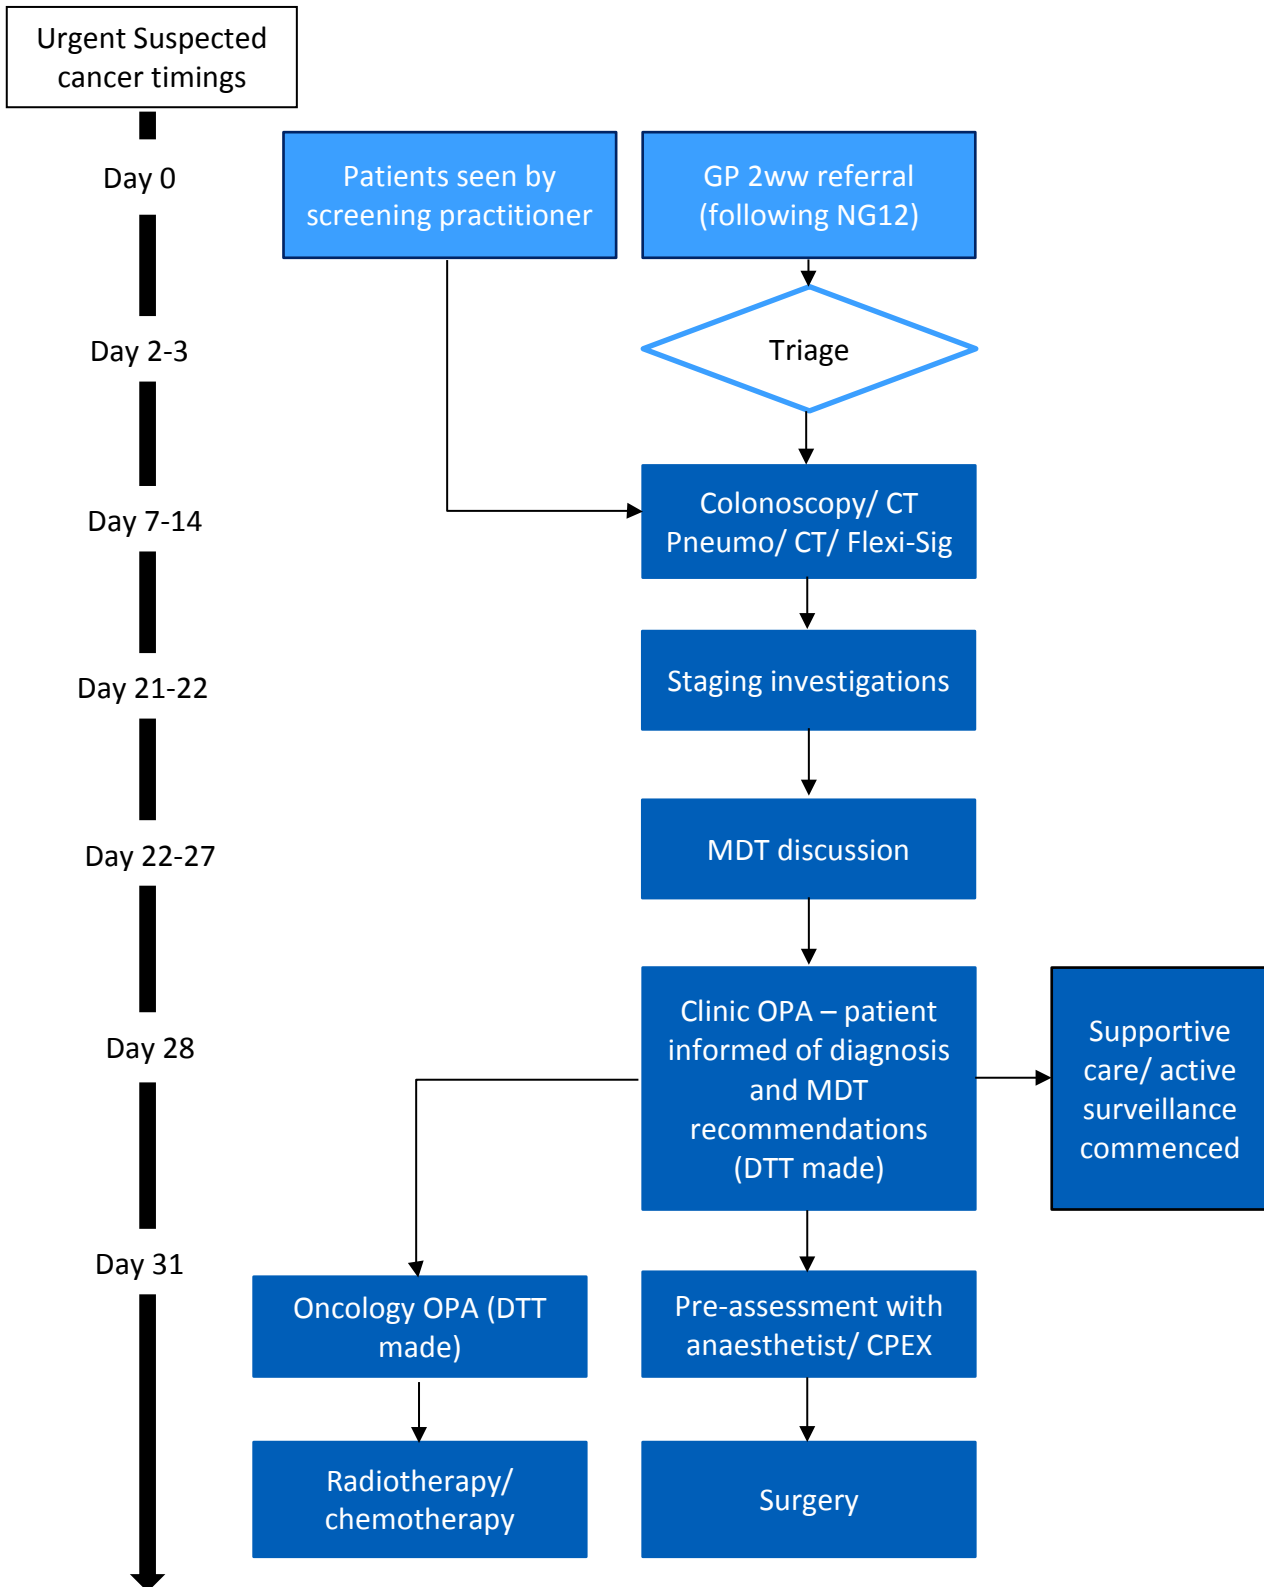 Urgent Suspected
cancer timings
Day 0
Patients seen by
screening practitioner
GP 2ww referral
(following NG12)
Day 2-3
Triage
Day 7-14
Colonoscopy/ CT
Pneumo/ CT/ Flexi-Sig
Day 21-22
Staging investigations
Day 22-27
MDT discussion
Day 28
Clinic OPA – patient
informed of diagnosis
and MDT
recommendations
(DTT made)
Supportive
care/ active
surveillance
commenced
Day 31
Oncology OPA (DTT
made)
Pre-assessment with
anaesthetist/ CPEX
Radiotherapy/
chemotherapy
Surgery